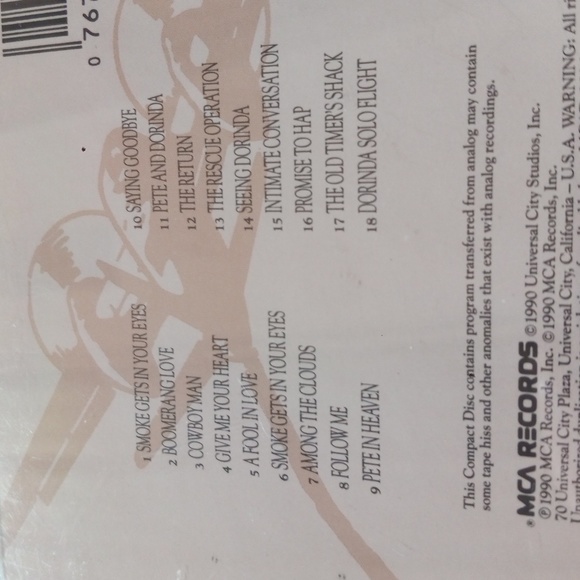 0 767
1 SMOKE GETS IN YOUR EYES
2 BOOMERANG LOVE
3 COWBOY MAN
4 GIVE ME YOUR HEART
5 A FOOL IN LOVE
6 SMOKE GETS IN YOUR EYES
7 AMONG THE CLOUDS
8 FOLLOW ME
9 PETE IN HEAVEN
10 SAYING GOODBYE
11 PETE AND DORINDA
12 THE RETURN
13 THE RESCUE OPERATION
14 SEEING DORINDA
15 INTIMATE CONVERSATION
16 PROMISE TO HAP
17 THE OLD TIMER'S SHACK
18 DORINDA SOLO FLIGHT
This Compact Disc contains program transferred from analog may contain
some tape hiss and other anomalies that exist with analog recordings.
® MCA RECORDS ©1990 Universal City Studios, Inc.
℗1990 MCA Records, Inc. ©1990 MCA Records, Inc.
70 Universal City Plaza, Universal City, California – U.S.A. WARNING: All